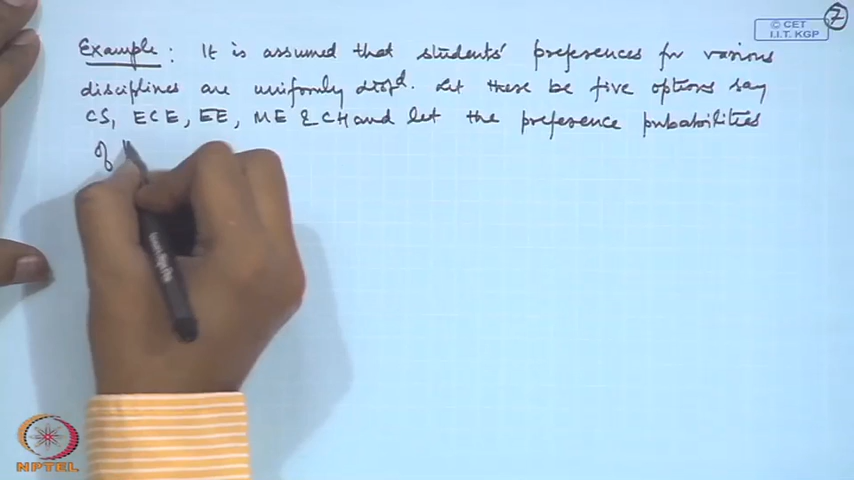 7
© CET
I.I.T. KGP
Example : It is assumed that students' preferences for various
disciplines are uniformly distd. Let there be five options say
CS, ECE, EE, ME & CH and let the preference probabilities
of
NPTEL